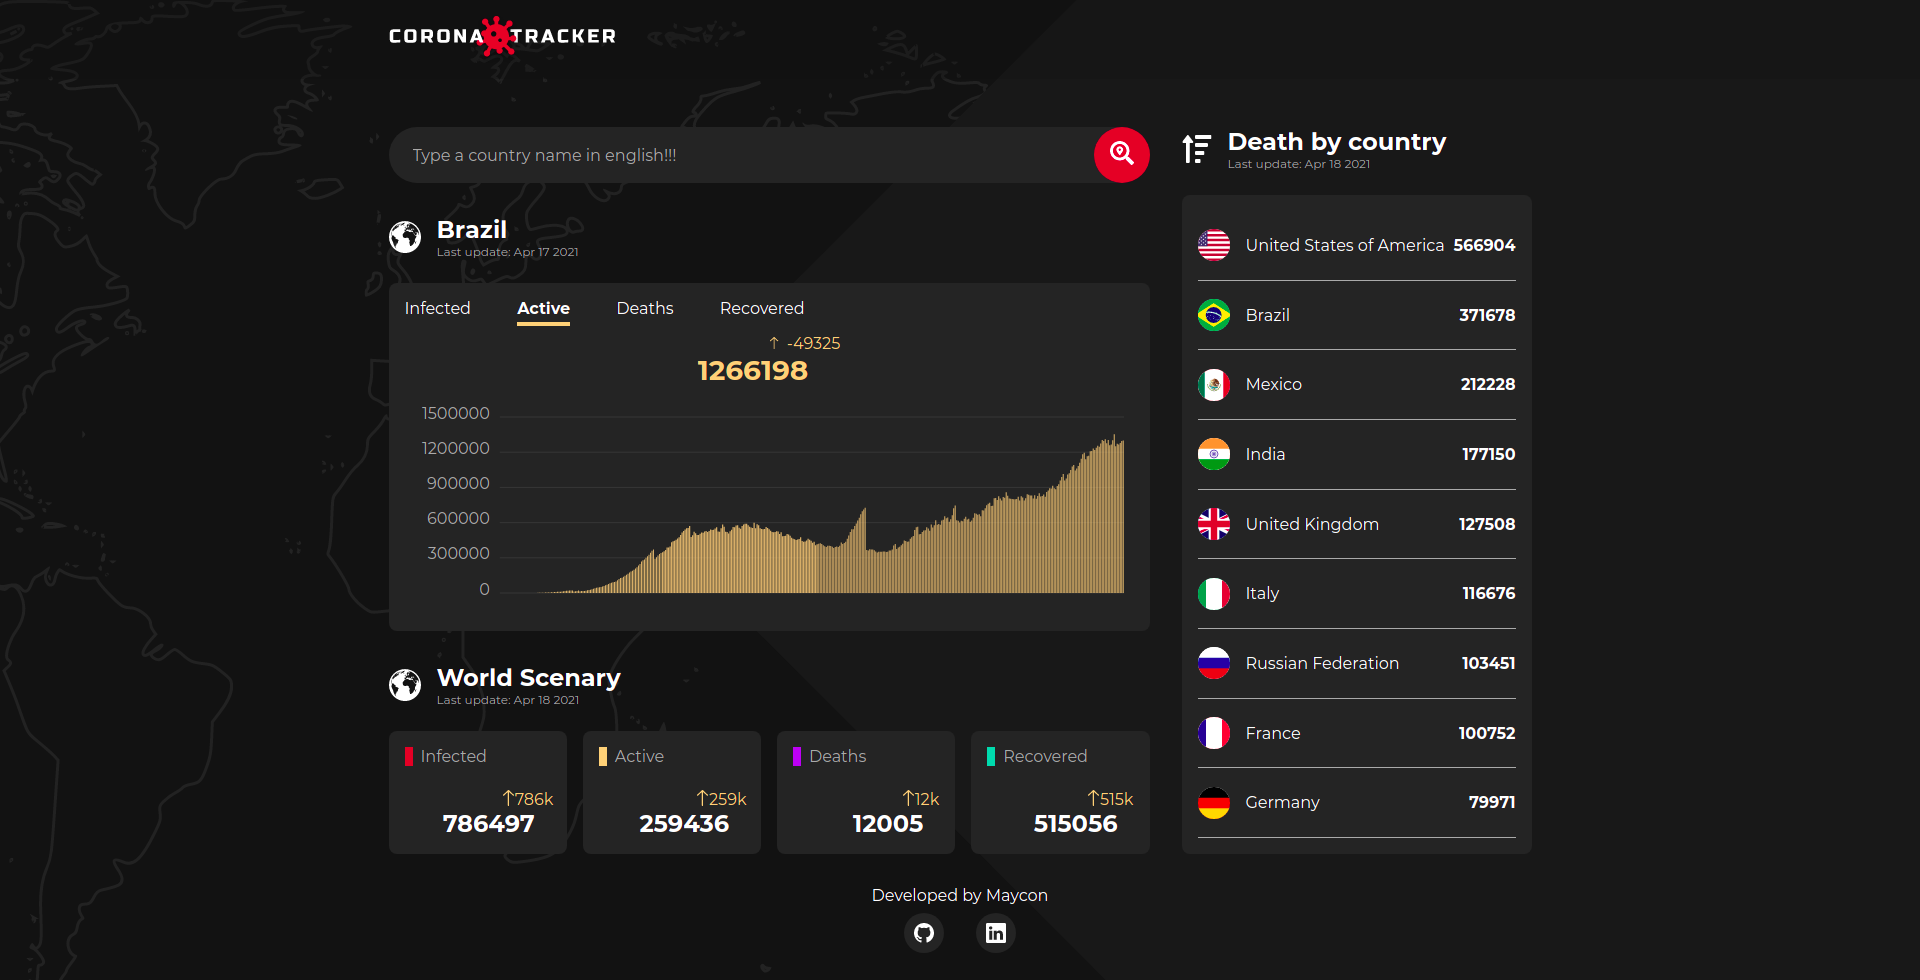 CORONA TRACKER
Type a country name in english!!!
Brazil
Last update: Apr 17 2021
Infected Active Deaths Recovered
↑ -49325
1266198
1500000
1200000
900000
600000
300000
0
World Scenary
Last update: Apr 18 2021
Infected
↑786k
786497
Active
↑259k
259436
Deaths
↑12k
12005
Recovered
↑515k
515056
Death by country
Last update: Apr 18 2021
United States of America 566904
Brazil 371678
Mexico 212228
India 177150
United Kingdom 127508
Italy 116676
Russian Federation 103451
France 100752
Germany 79971
Developed by Maycon
in